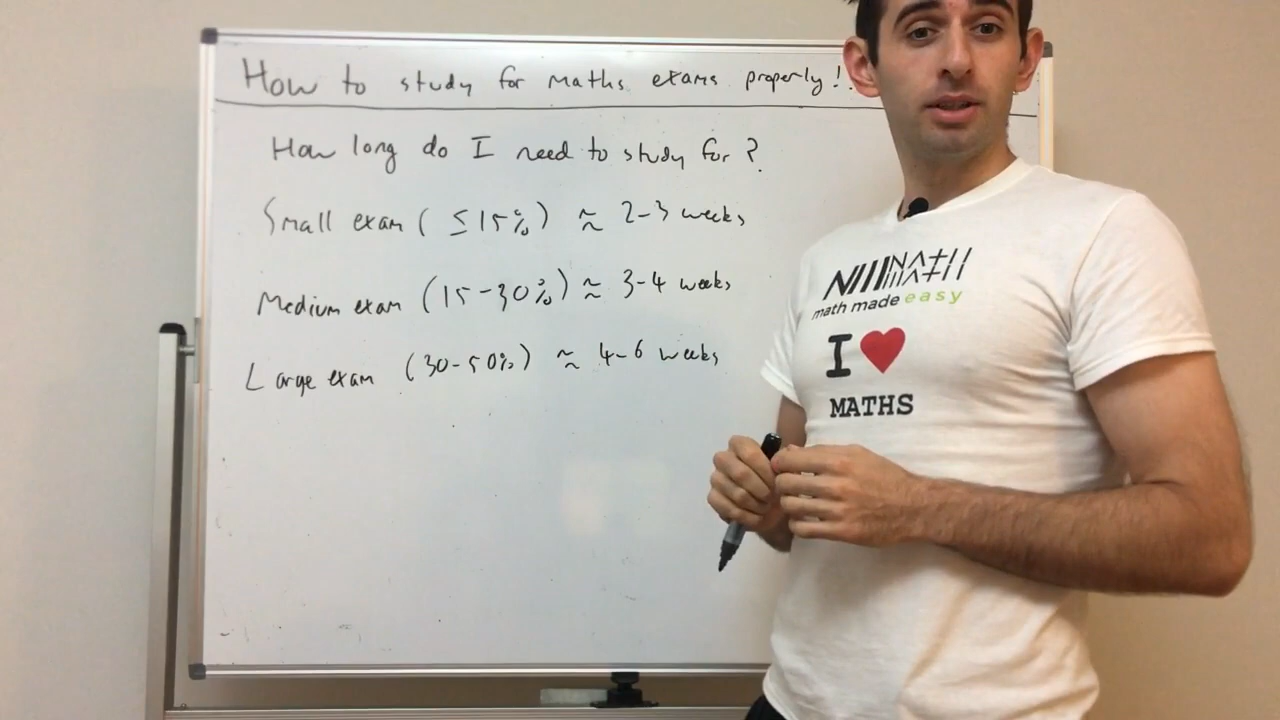 How to study for maths exams properly!
How long do I need to study for?
Small exam (≤15%) ≈ 2-3 weeks
Medium exam (15-30%) ≈ 3-4 weeks
Large exam (30-50%) ≈ 4-6 weeks
math made easy
I ❤
MATHS